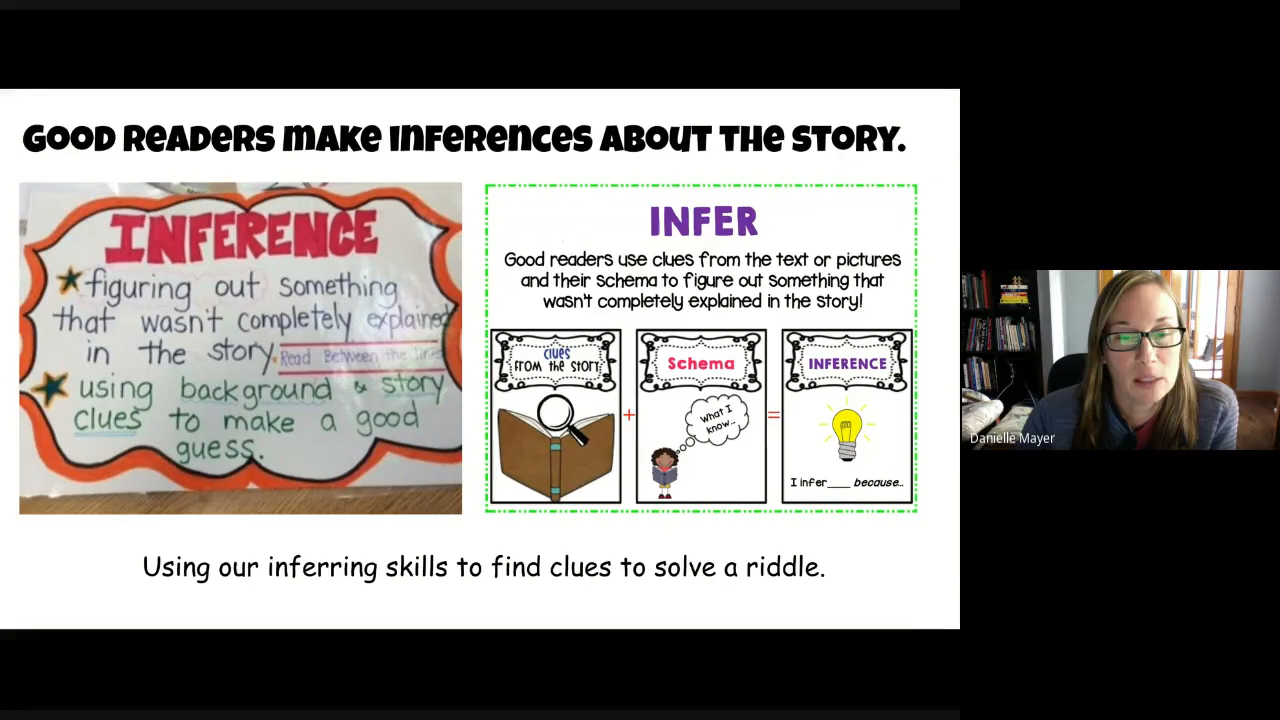 GOOD READERS MAKE INFERENCES ABOUT THE STORY.
INFERENCE
figuring out something
that wasn't completely explained
in the story. Read Between the lines
using background & story
clues to make a good
guess.
INFER
Good readers use clues from the text or pictures
and their schema to figure out something that
wasn't completely explained in the story!
clues
from the story
Schema
INFERENCE
+
=
What I
know...
I infer____ because...
Using our inferring skills to find clues to solve a riddle.
Danielle Mayer